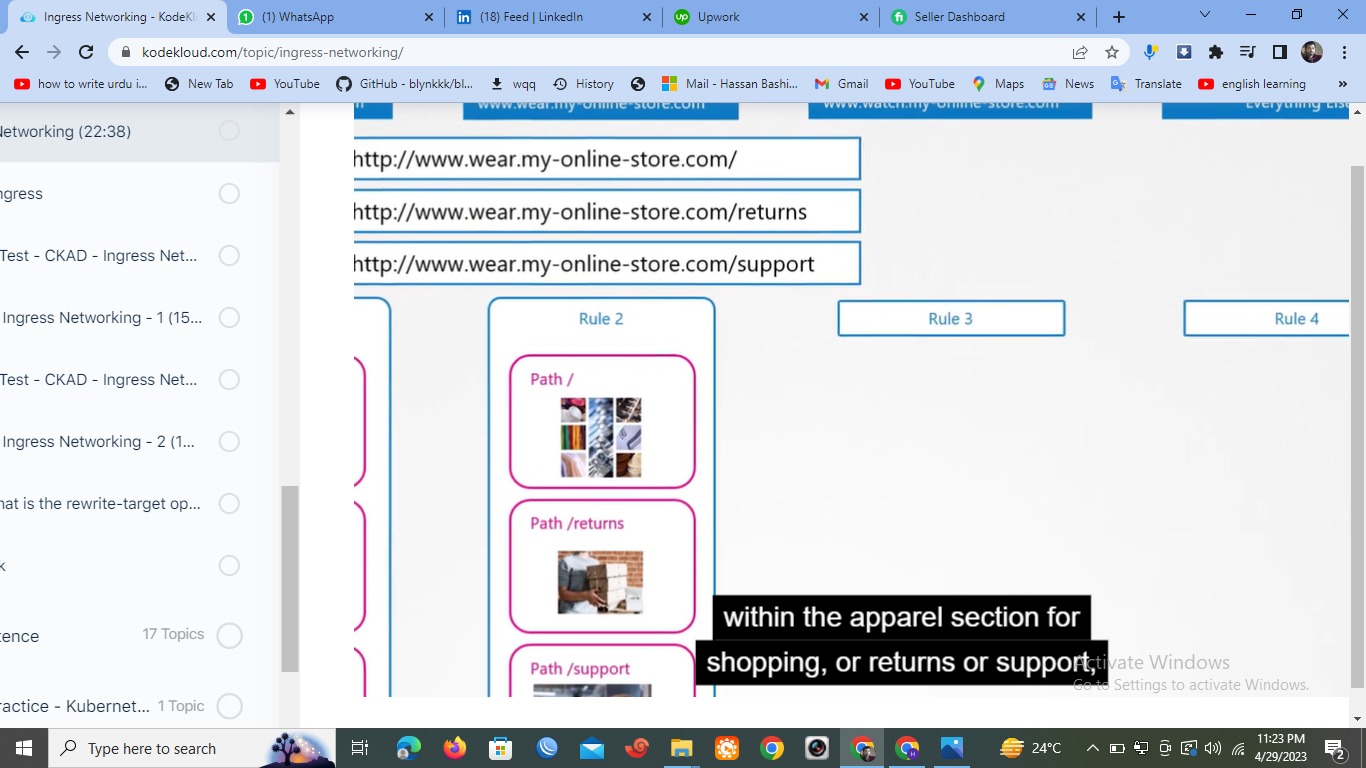 Ingress Networking - KodeKl
(1) WhatsApp
(18) Feed | LinkedIn
Upwork
Seller Dashboard
kodekloud.com/topic/ingress-networking/
how to write urdu i...
New Tab
YouTube
GitHub - blynkkk/bl...
wqq
History
Mail - Hassan Bashi...
Gmail
YouTube
Maps
News
Translate
english learning
»
Networking (22:38)
ngress
Test - CKAD - Ingress Net...
Ingress Networking - 1 (15...
Test - CKAD - Ingress Net...
Ingress Networking - 2 (1...
hat is the rewrite-target op...
k
tence
17 Topics
ractice - Kubernet...
1 Topic
www.wear.my-online-store.com
www.watch.my-online-store.com
Everything Els
http://www.wear.my-online-store.com/
http://www.wear.my-online-store.com/returns
http://www.wear.my-online-store.com/support
Rule 2
Rule 3
Rule 4
Path /
Path /returns
Path /support
within the apparel section for
shopping, or returns or support,
Activate Windows
Go to Settings to activate Windows.
Type here to search
24°C
11:23 PM
4/29/2023
2